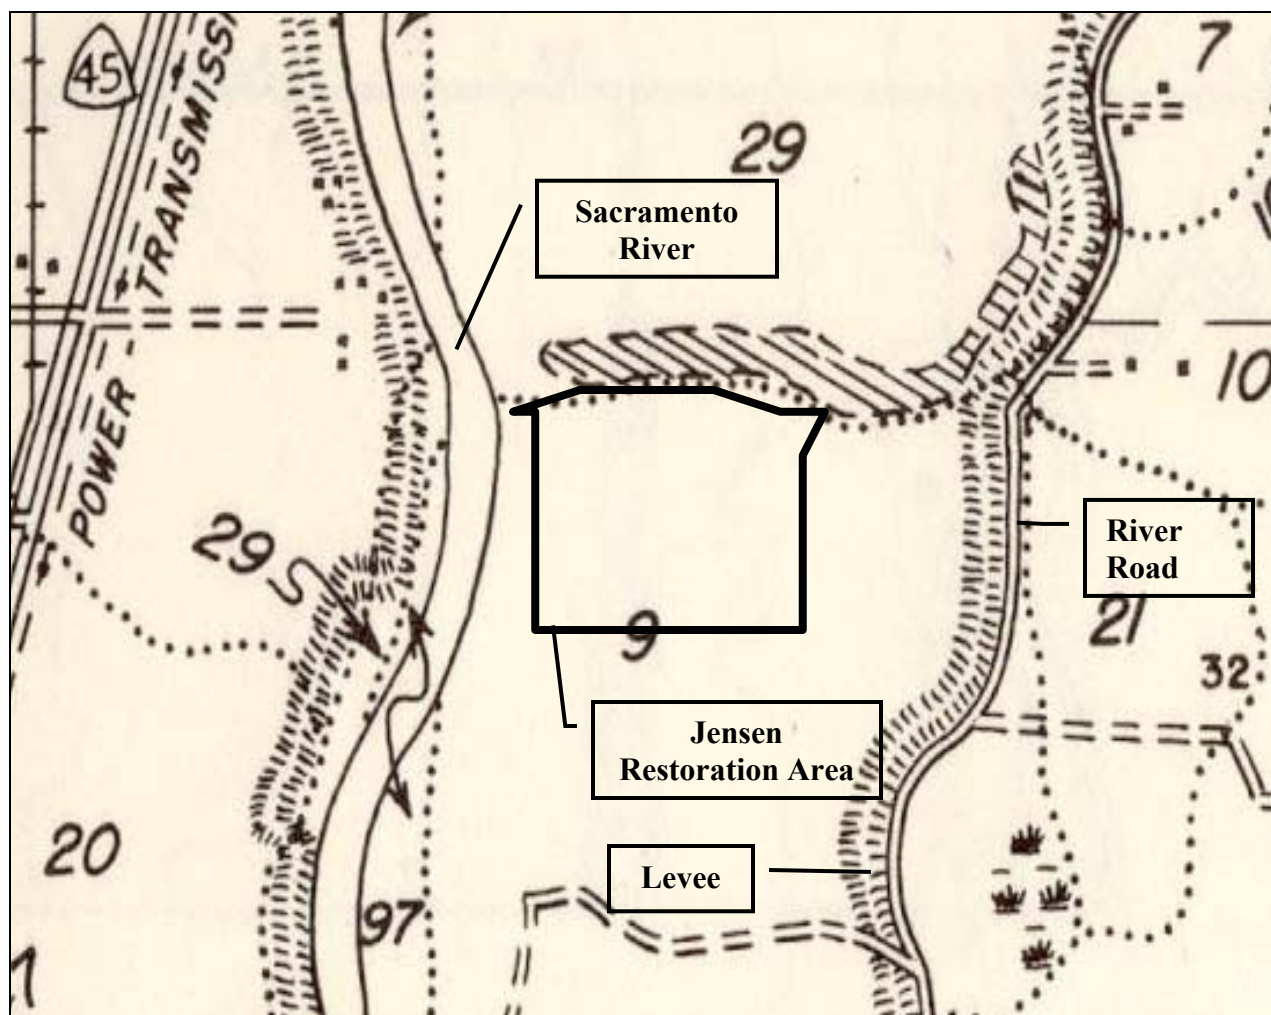 45
7
29
POWER TRANSMISSI
Sacramento
River
10
29
River
Road
9
21
32
Jensen
Restoration Area
20
Levee
97